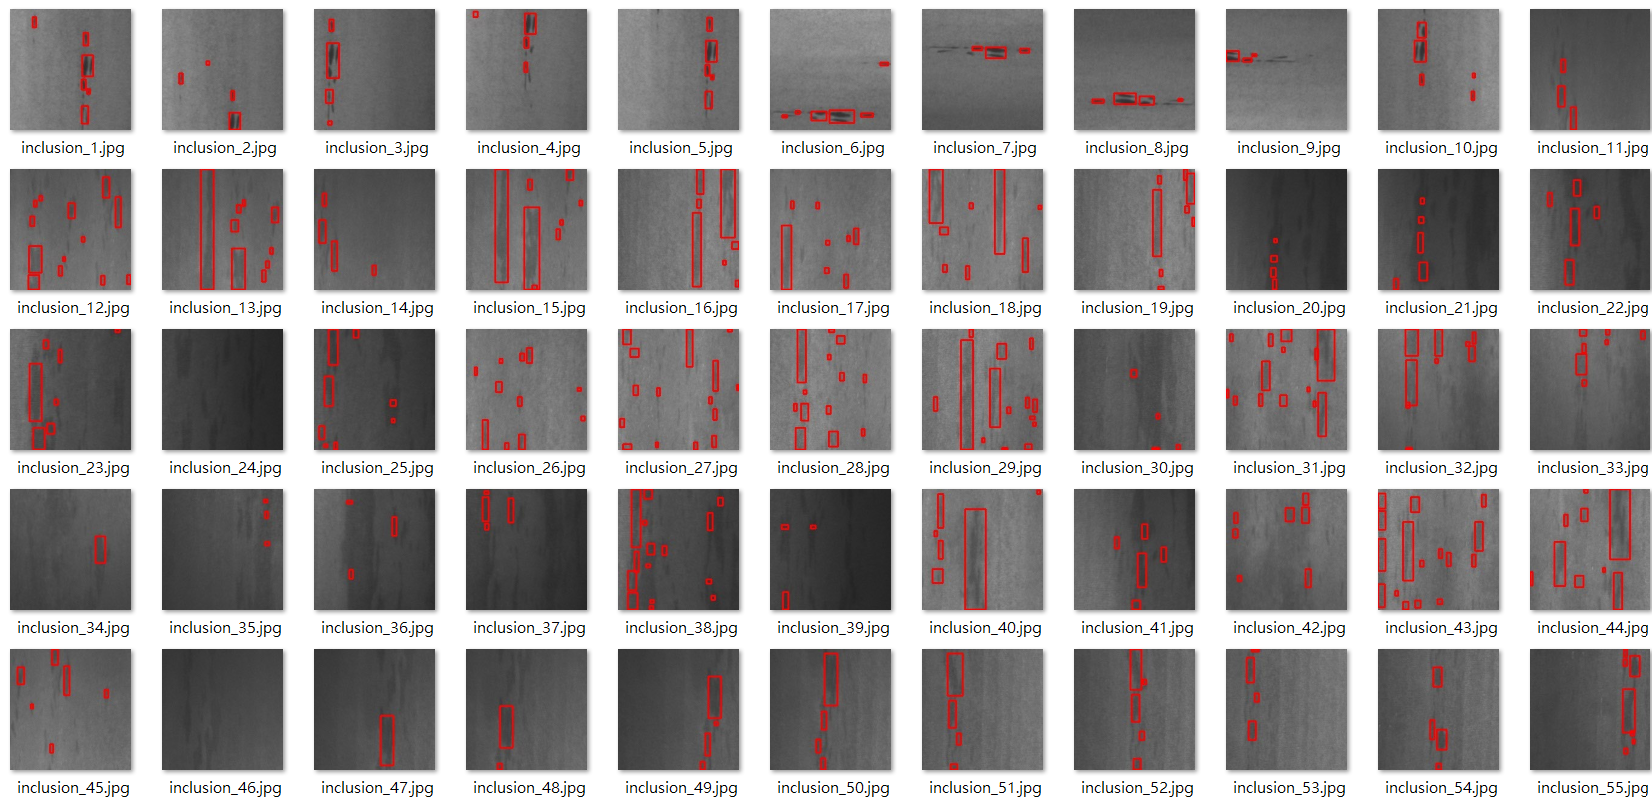 inclusion_1.jpg inclusion_2.jpg inclusion_3.jpg inclusion_4.jpg inclusion_5.jpg inclusion_6.jpg inclusion_7.jpg inclusion_8.jpg inclusion_9.jpg inclusion_10.jpg inclusion_11.jpg
inclusion_12.jpg inclusion_13.jpg inclusion_14.jpg inclusion_15.jpg inclusion_16.jpg inclusion_17.jpg inclusion_18.jpg inclusion_19.jpg inclusion_20.jpg inclusion_21.jpg inclusion_22.jpg
inclusion_23.jpg inclusion_24.jpg inclusion_25.jpg inclusion_26.jpg inclusion_27.jpg inclusion_28.jpg inclusion_29.jpg inclusion_30.jpg inclusion_31.jpg inclusion_32.jpg inclusion_33.jpg
inclusion_34.jpg inclusion_35.jpg inclusion_36.jpg inclusion_37.jpg inclusion_38.jpg inclusion_39.jpg inclusion_40.jpg inclusion_41.jpg inclusion_42.jpg inclusion_43.jpg inclusion_44.jpg
inclusion_45.jpg inclusion_46.jpg inclusion_47.jpg inclusion_48.jpg inclusion_49.jpg inclusion_50.jpg inclusion_51.jpg inclusion_52.jpg inclusion_53.jpg inclusion_54.jpg inclusion_55.jpg